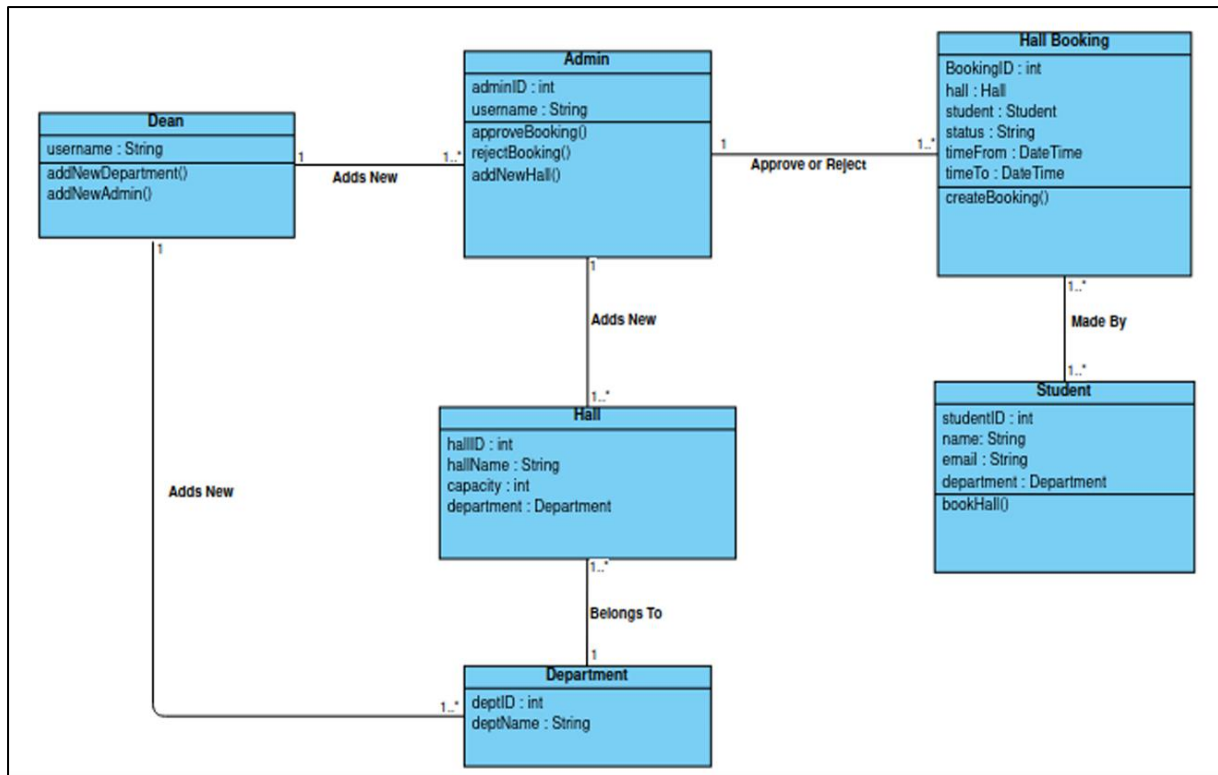 Dean
username : String
addNewDepartment()
addNewAdmin()
1
Adds New
1..*
Admin
adminID : int
username : String
approveBooking()
rejectBooking()
addNewHall()
1
Approve or Reject
1..*
Hall Booking
BookingID : int
hall : Hall
student : Student
status : String
timeFrom : DateTime
timeTo : DateTime
createBooking()
1..*
Made By
1..*
Student
studentID : int
name: String
email : String
department : Department
bookHall()
1
Adds New
1..*
Hall
hallID : int
hallName : String
capacity : int
department : Department
1..*
Belongs To
1
Department
deptID : int
deptName : String
1
Adds New
1..*